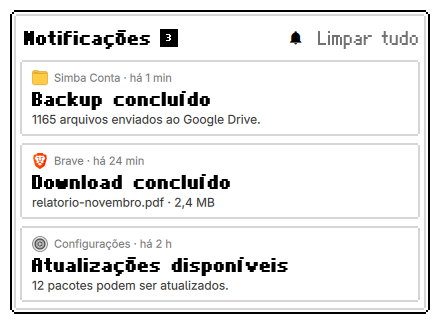 Notificações 3 Limpar tudo
Simba Conta · há 1 min
Backup concluído
1165 arquivos enviados ao Google Drive.
Brave · há 24 min
Download concluído
relatorio-novembro.pdf · 2,4 MB
Configurações · há 2 h
Atualizações disponíveis
12 pacotes podem ser atualizados.